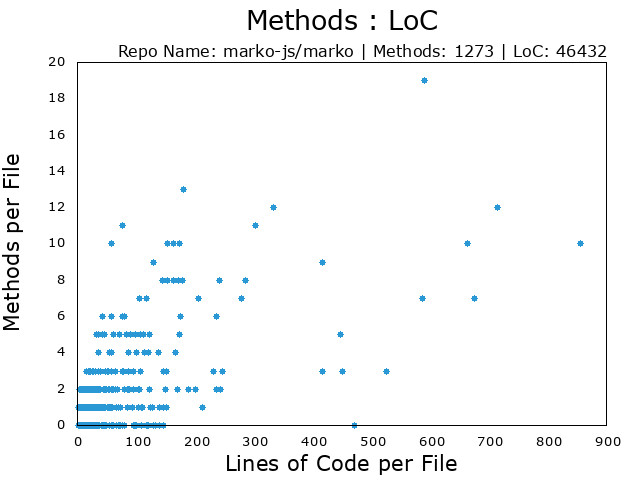 Methods : LoC
Repo Name: marko-js/marko | Methods: 1273 | LoC: 46432
Methods per File
20
18
16
14
12
10
8
6
4
2
0
0 100 200 300 400 500 600 700 800 900
Lines of Code per File